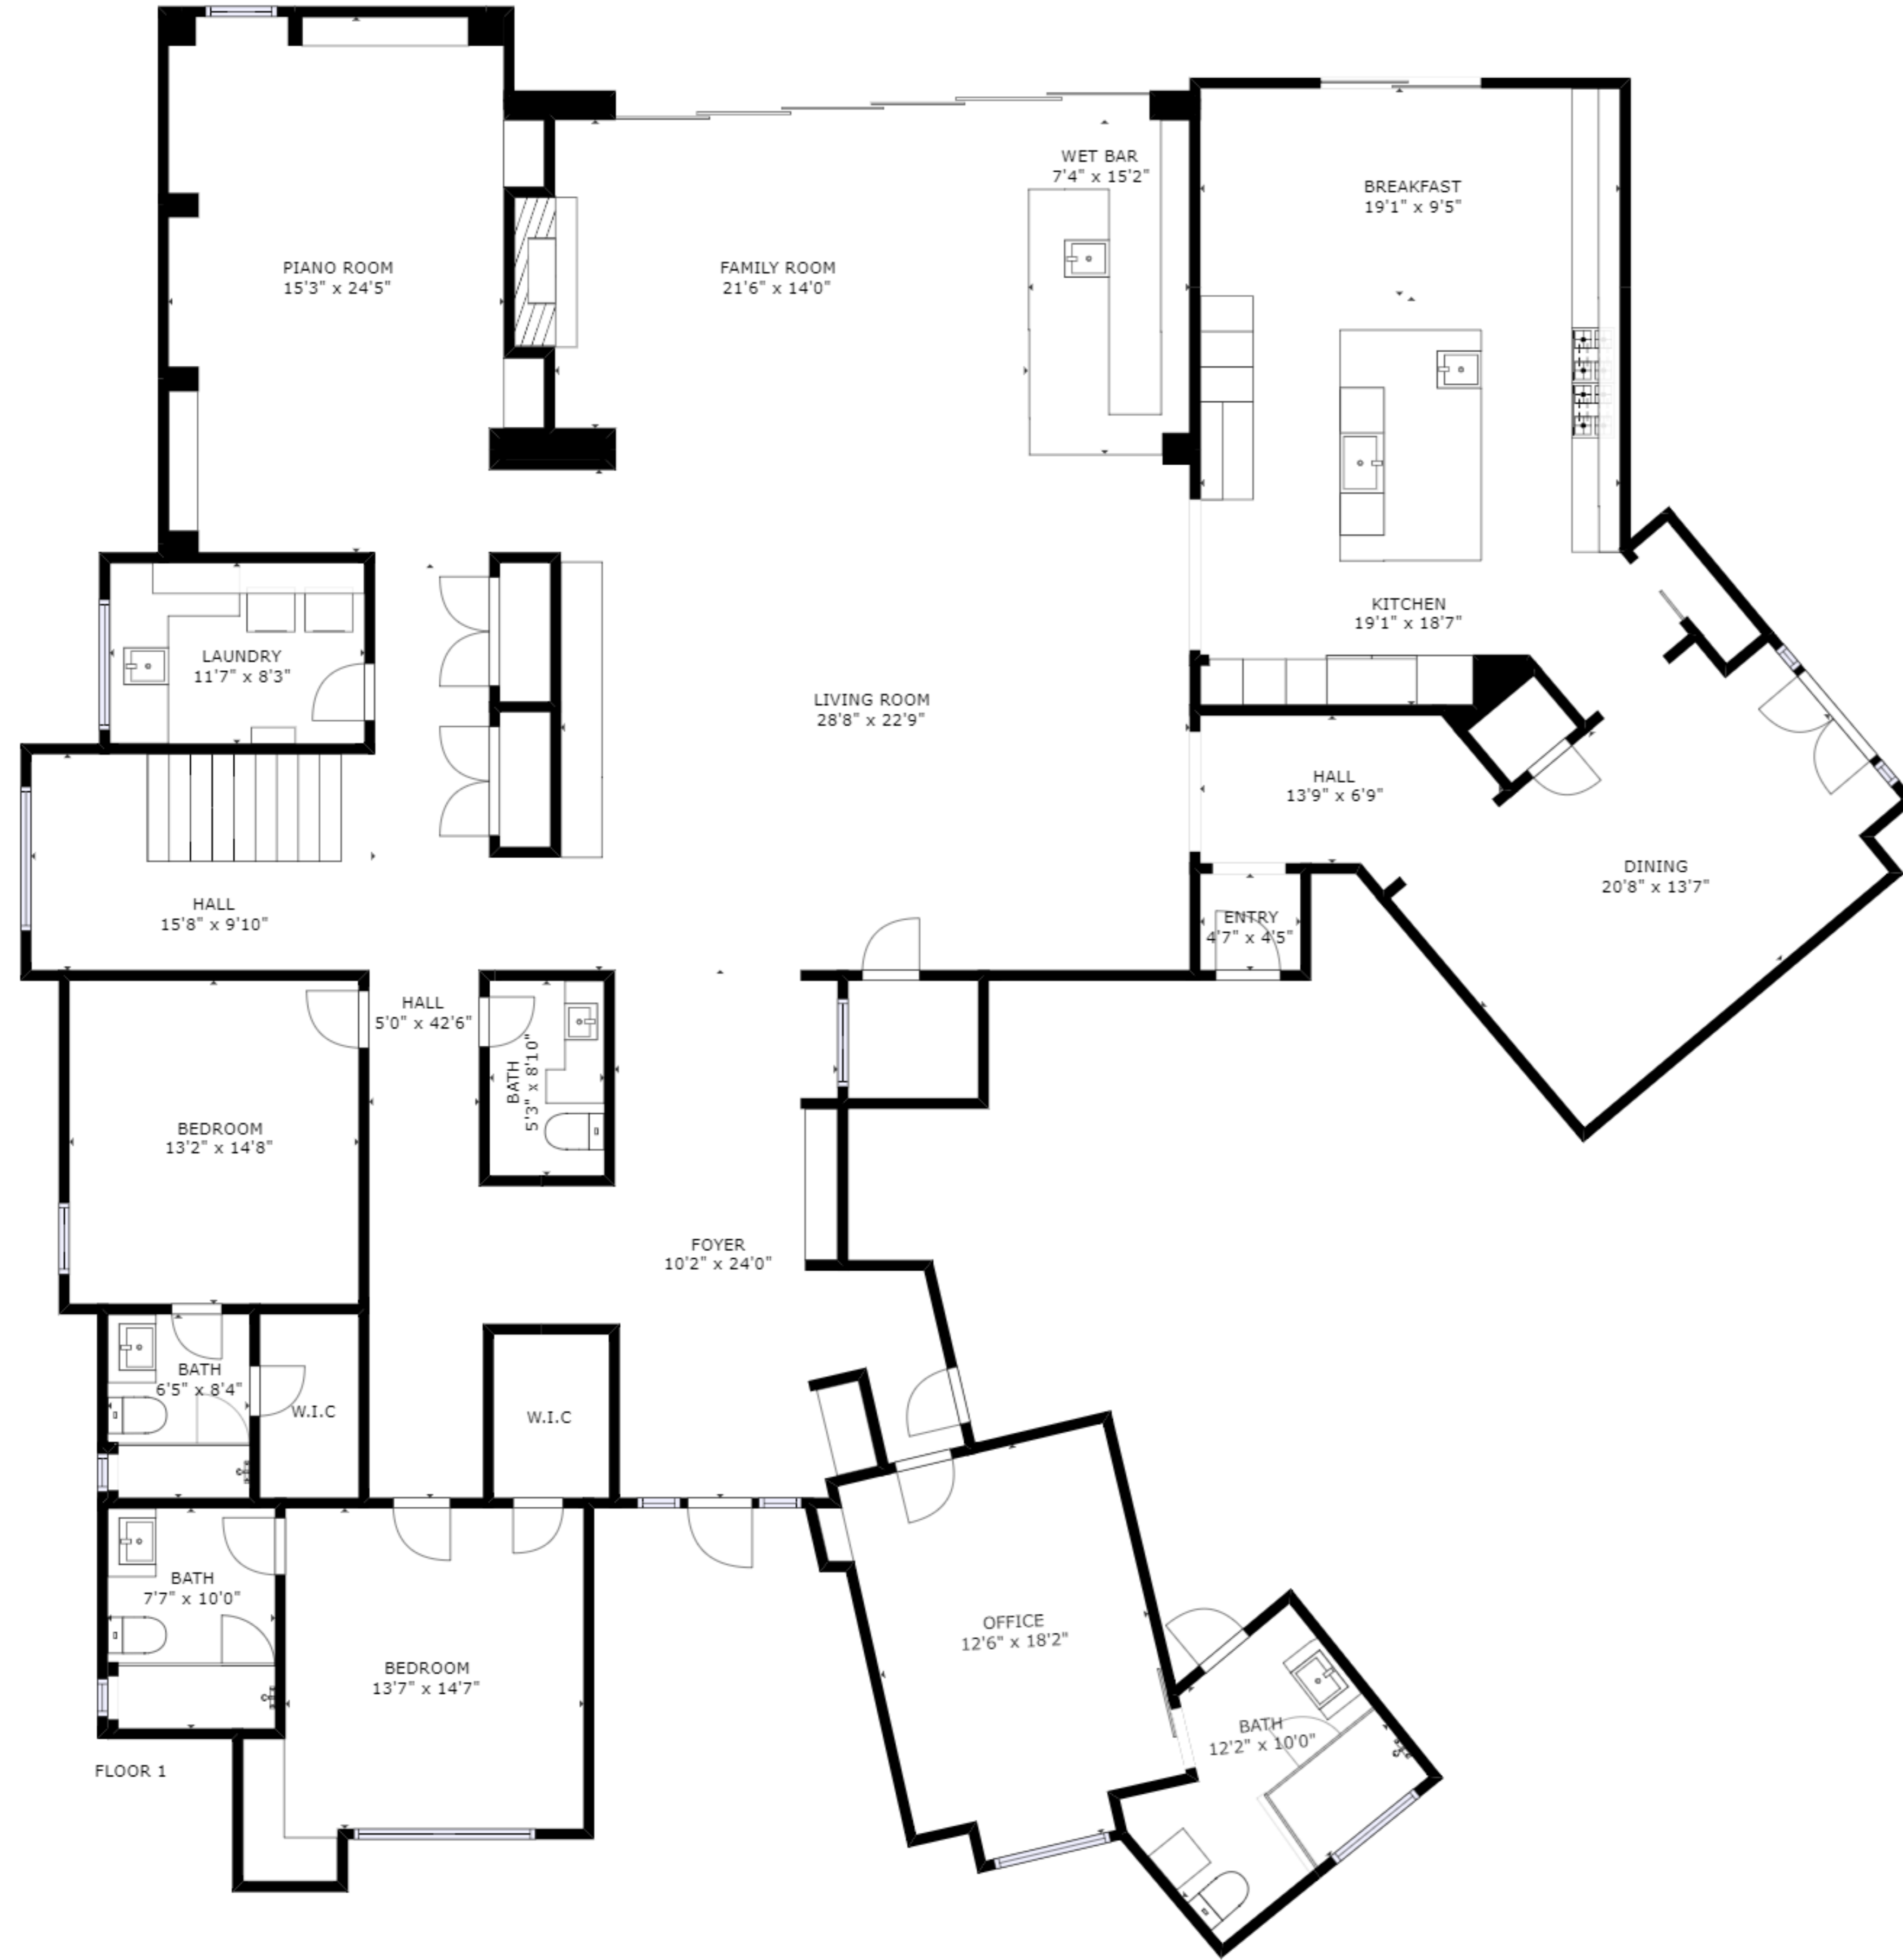 WET BAR
7'4" x 15'2"
BREAKFAST
19'1" x 9'5"
PIANO ROOM
15'3" x 24'5"
FAMILY ROOM
21'6" x 14'0"
KITCHEN
19'1" x 18'7"
LAUNDRY
11'7" x 8'3"
LIVING ROOM
28'8" x 22'9"
HALL
13'9" x 6'9"
DINING
20'8" x 13'7"
HALL
15'8" x 9'10"
ENTRY
4'7" x 4'5"
HALL
5'0" x 42'6"
BATH
5'3" x 8'10"
BEDROOM
13'2" x 14'8"
FOYER
10'2" x 24'0"
BATH
6'5" x 8'4"
W.I.C
W.I.C
BATH
7'7" x 10'0"
OFFICE
12'6" x 18'2"
BEDROOM
13'7" x 14'7"
BATH
12'2" x 10'0"
FLOOR 1